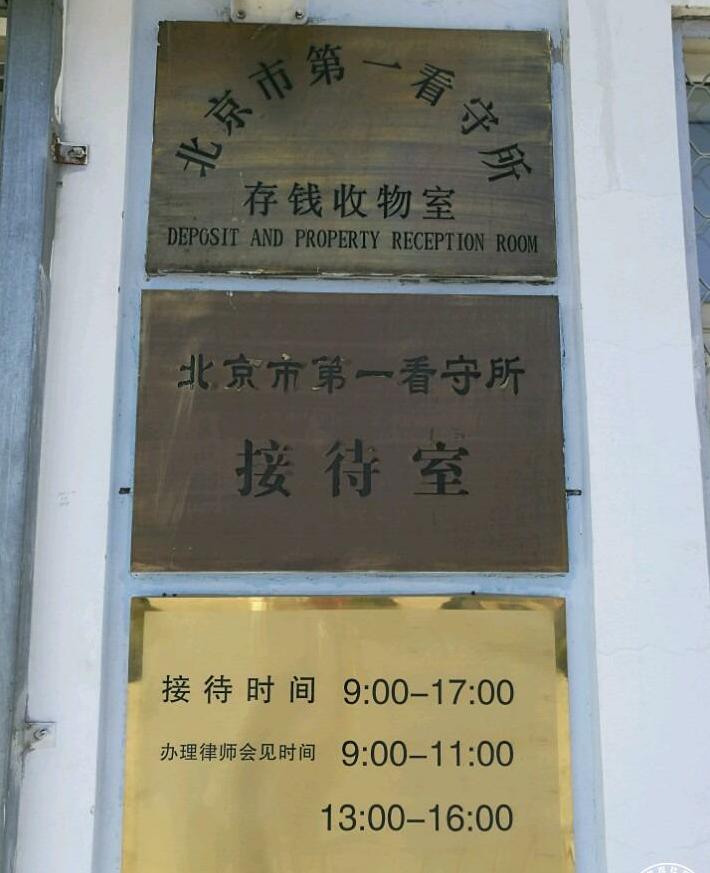 北京市第一看守所
存钱收物室
DEPOSIT AND PROPERTY RECEPTION ROOM
北京市第一看守所
接待室
接待时间 9:00-17:00
办理律师会见时间 9:00-11:00
13:00-16:00